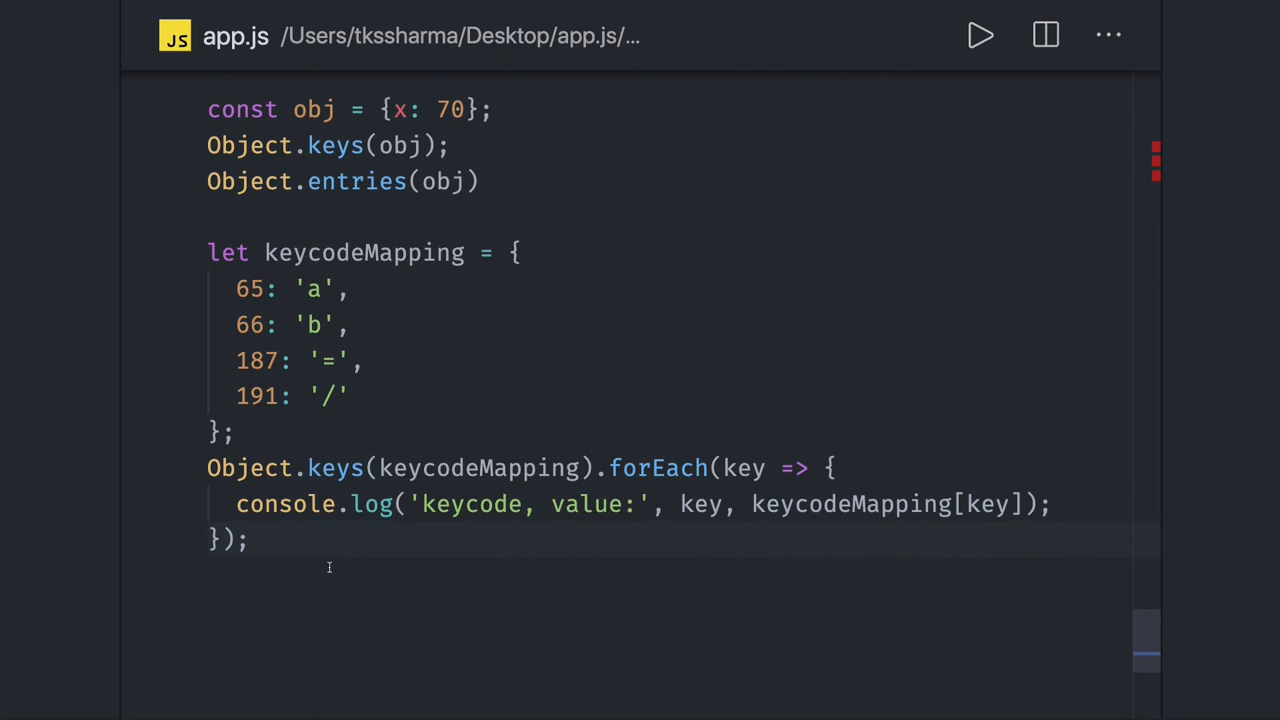 JS app.js /Users/tkssharma/Desktop/app.js/...
const obj = {x: 70};
Object.keys(obj);
Object.entries(obj)
let keycodeMapping = {
65: 'a',
66: 'b',
187: '=',
191: '/'
};
Object.keys(keycodeMapping).forEach(key => {
console.log('keycode, value:', key, keycodeMapping[key]);
});